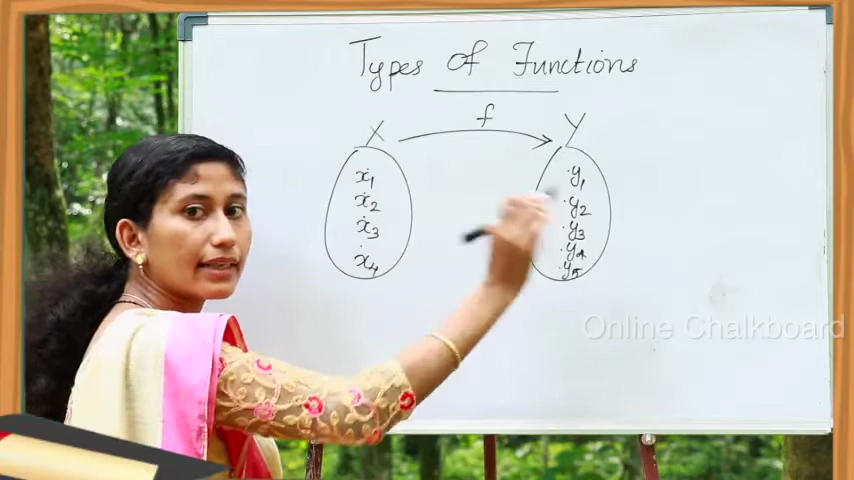 Types of Functions
f
X Y
x1 y1
x2 y2
x3 y3
x4 y4
y5
Online Chalkboard